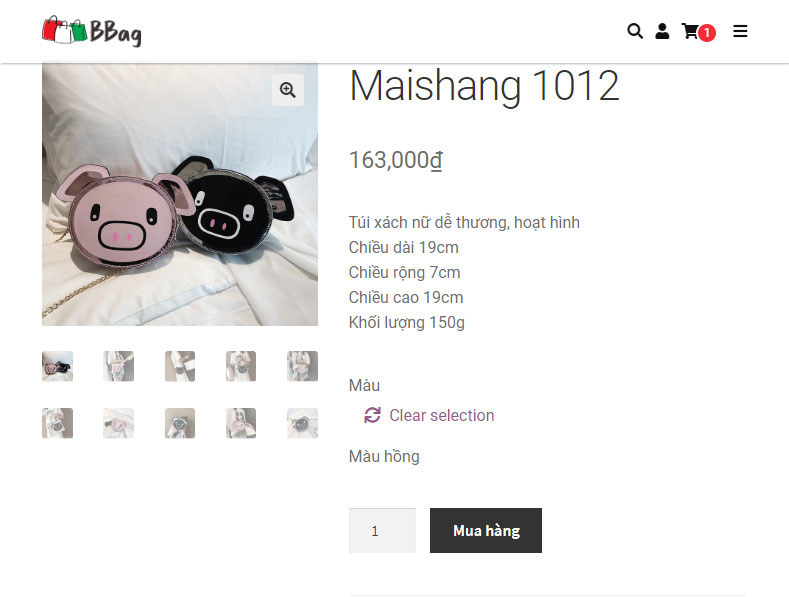 BBag
1
Maishang 1012
163,000₫
Túi xách nữ dễ thương, hoạt hình
Chiều dài 19cm
Chiều rộng 7cm
Chiều cao 19cm
Khối lượng 150g
Màu
Clear selection
Màu hồng
1
Mua hàng